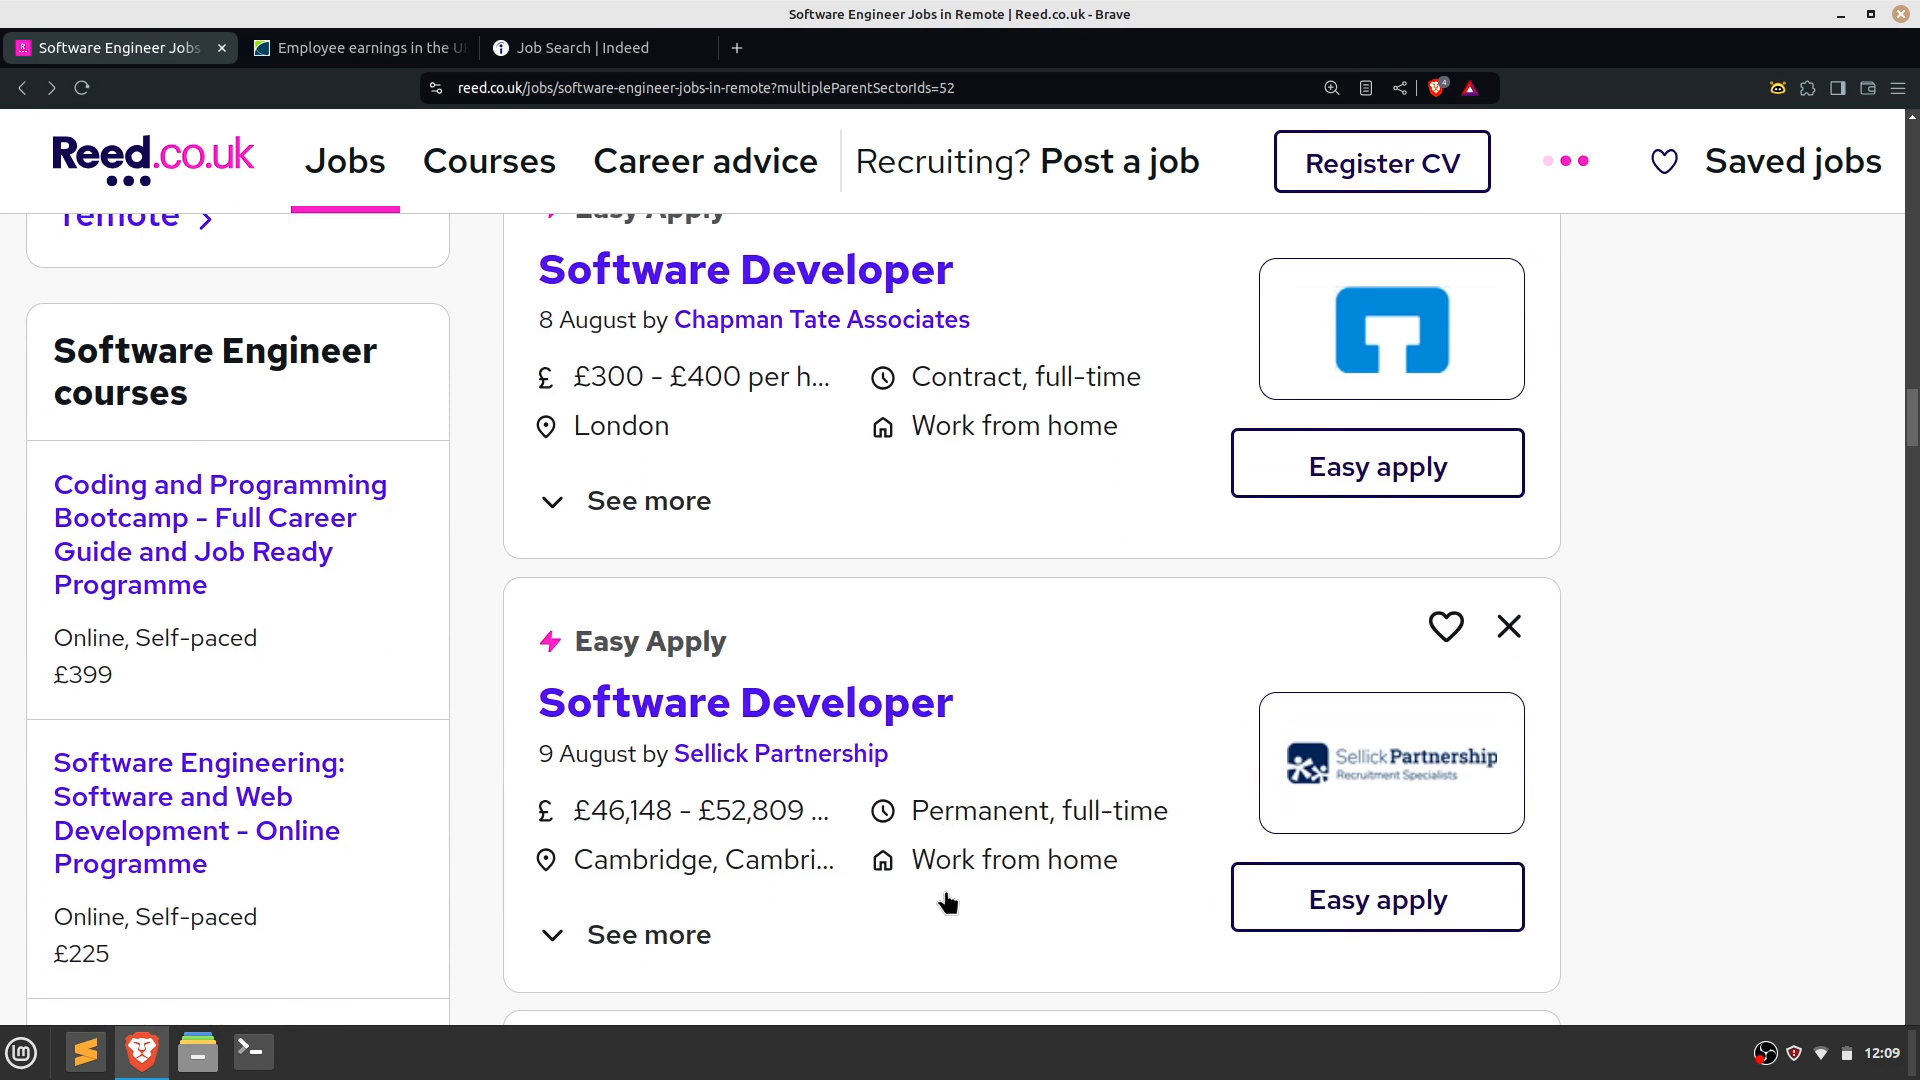 Software Engineer Jobs in Remote | Reed.co.uk - Brave
Software Engineer Jobs
Employee earnings in the U
Job Search | Indeed
reed.co.uk/jobs/software-engineer-jobs-in-remote?multipleParentSectorIds=52
4
Reed.co.uk
Jobs
Courses
Career advice
Recruiting? Post a job
Register CV
Saved jobs
remote
Software Engineer
courses
Coding and Programming
Bootcamp - Full Career
Guide and Job Ready
Programme
Online, Self-paced
£399
Software Engineering:
Software and Web
Development - Online
Programme
Online, Self-paced
£225
Easy Apply
Software Developer
8 August by Chapman Tate Associates
£300 - £400 per h...
Contract, full-time
London
Work from home
Easy apply
See more
Easy Apply
Software Developer
9 August by Sellick Partnership
SellickPartnership
Recruitment Specialists
£46,148 - £52,809 ...
Permanent, full-time
Cambridge, Cambri...
Work from home
Easy apply
See more
12:09